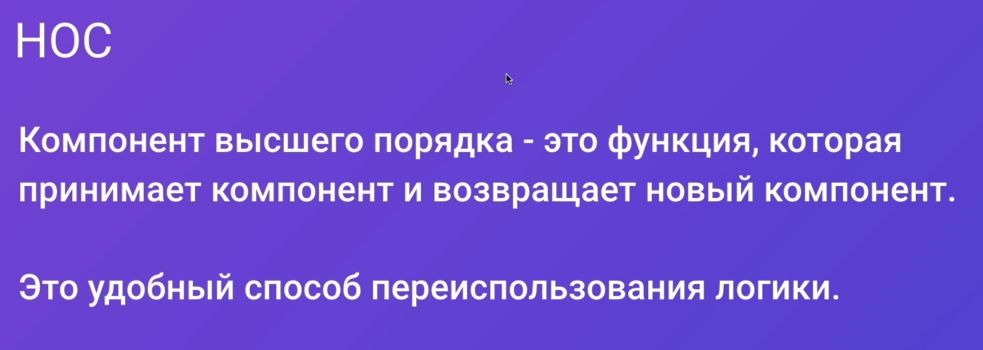 HOC
Компонент высшего порядка - это функция, которая
принимает компонент и возвращает новый компонент.
Это удобный способ переиспользования логики.